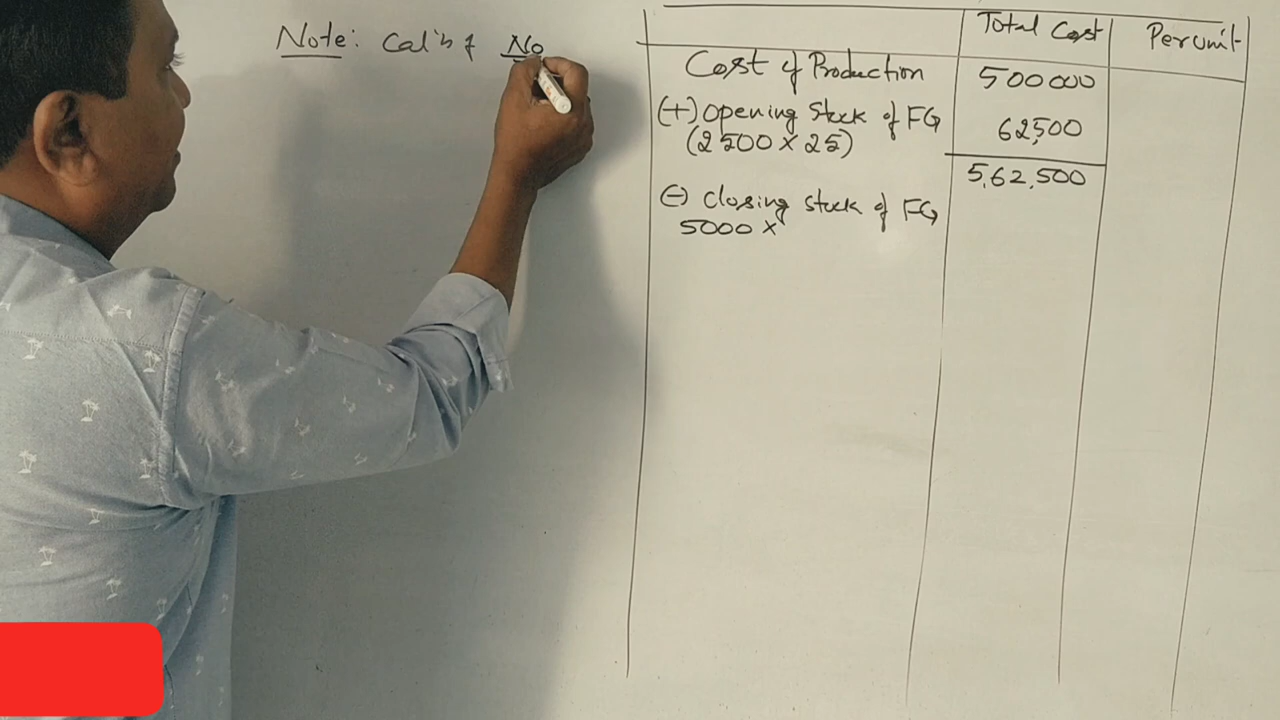 Note: Cal'n of No
Total Cost
Per unit
Cost of Production
500000
(+) Opening Stock of FG
62,500
(2500 x 25)
5,62,500
(-) Closing Stock of FG
5000 x